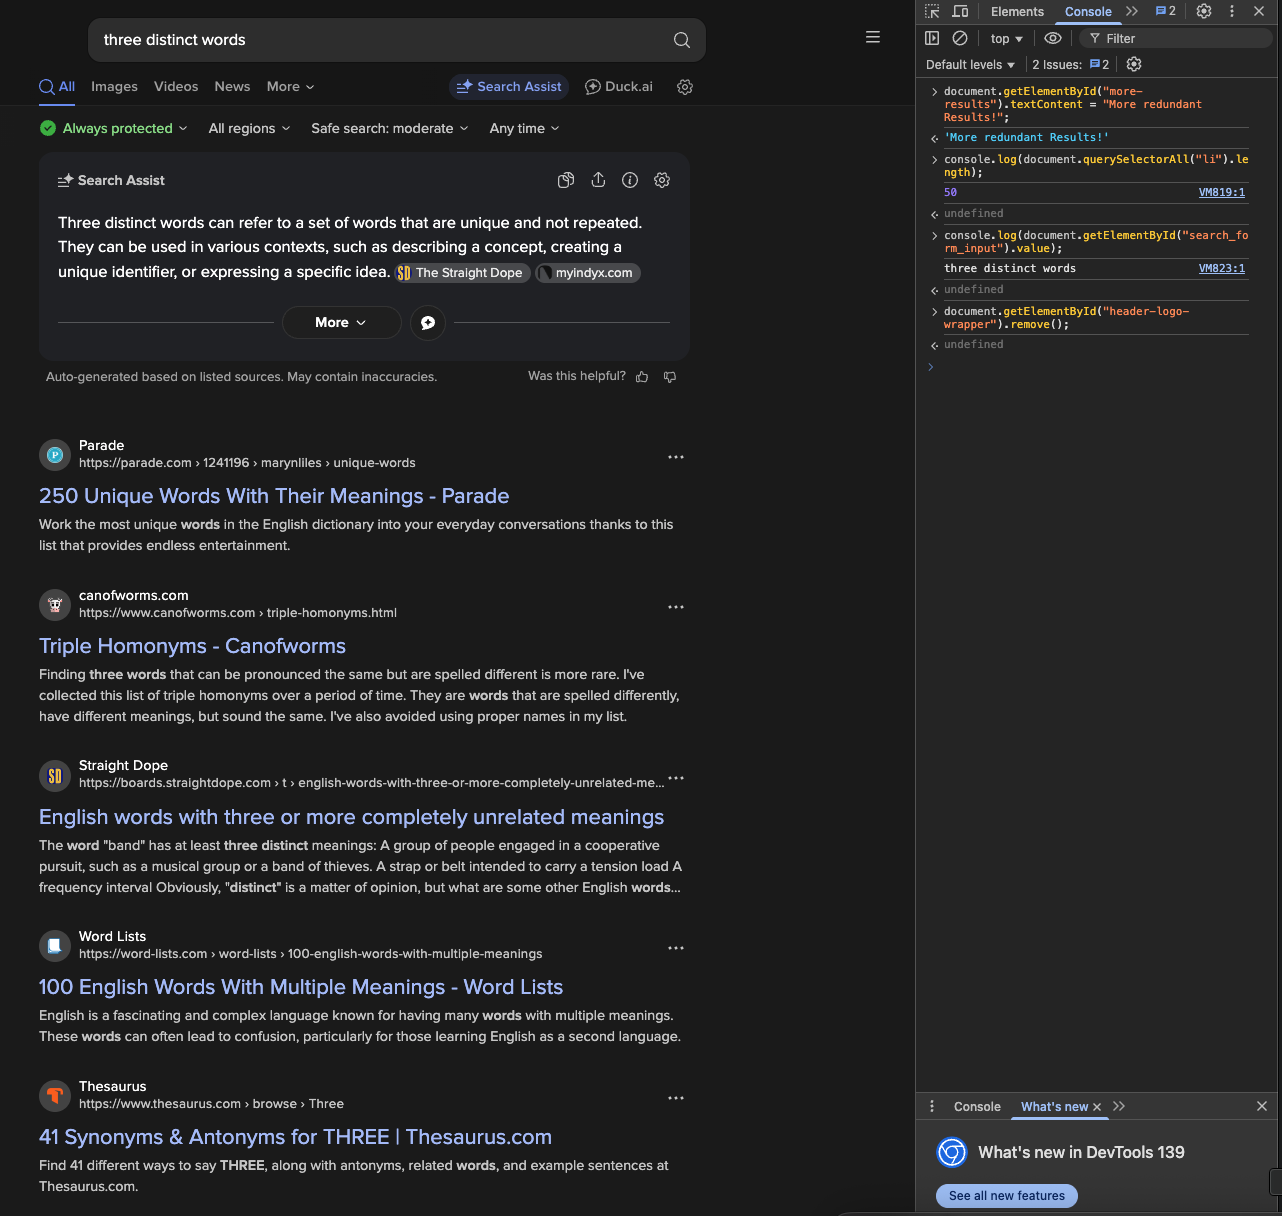 three distinct words
All
Images
Videos
News
More
Search Assist
Duck.ai
Always protected
All regions
Safe search: moderate
Any time
Search Assist
Three distinct words can refer to a set of words that are unique and not repeated.
They can be used in various contexts, such as describing a concept, creating a
unique identifier, or expressing a specific idea. SD The Straight Dope myindyx.com
More
Auto-generated based on listed sources. May contain inaccuracies.
Was this helpful?
P
Parade
https://parade.com › 1241196 › marynliles › unique-words
250 Unique Words With Their Meanings - Parade
Work the most unique words in the English dictionary into your everyday conversations thanks to this
list that provides endless entertainment.
canofworms.com
https://www.canofworms.com › triple-homonyms.html
Triple Homonyms - Canofworms
Finding three words that can be pronounced the same but are spelled different is more rare. I've
collected this list of triple homonyms over a period of time. They are words that are spelled differently,
have different meanings, but sound the same. I've also avoided using proper names in my list.
SD
Straight Dope
https://boards.straightdope.com › t › english-words-with-three-or-more-completely-unrelated-me...
English words with three or more completely unrelated meanings
The word "band" has at least three distinct meanings: A group of people engaged in a cooperative
pursuit, such as a musical group or a band of thieves. A strap or belt intended to carry a tension load A
frequency interval Obviously, "distinct" is a matter of opinion, but what are some other English words...
Word Lists
https://word-lists.com › word-lists › 100-english-words-with-multiple-meanings
100 English Words With Multiple Meanings - Word Lists
English is a fascinating and complex language known for having many words with multiple meanings.
These words can often lead to confusion, particularly for those learning English as a second language.
Thesaurus
https://www.thesaurus.com › browse › Three
41 Synonyms & Antonyms for THREE | Thesaurus.com
Find 41 different ways to say THREE, along with antonyms, related words, and example sentences at
Thesaurus.com.
Elements
Console
2
top
Filter
Default levels
2 Issues:
2
document.getElementById("more-
results").textContent = "More redundant
Results!";
'More redundant Results!'
console.log(document.querySelectorAll("li").le
ngth);
50 VM819:1
undefined
console.log(document.getElementById("search_fo
rm_input").value);
three distinct words VM823:1
undefined
document.getElementById("header-logo-
wrapper").remove();
undefined
Console
What's new
What's new in DevTools 139
See all new features